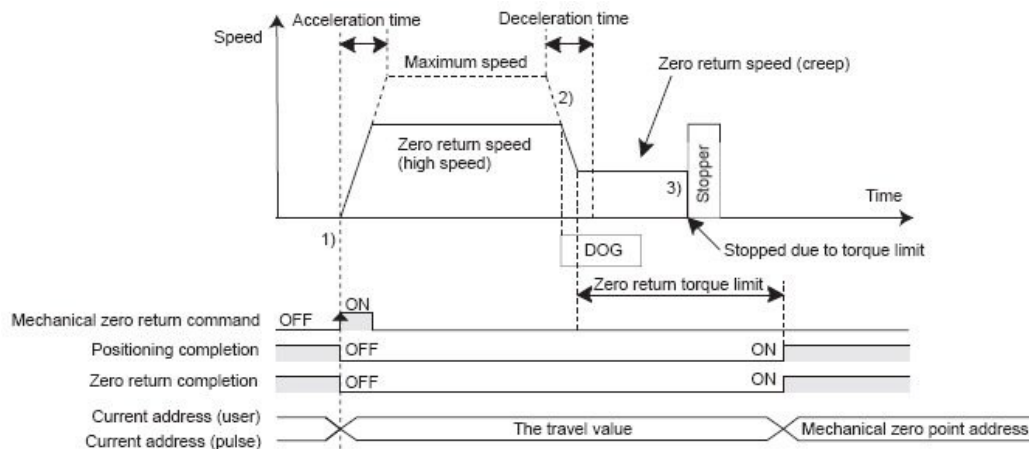 Acceleration time
Deceleration time
Speed
Maximum speed
Zero return speed (creep)
2)
Zero return speed
(high speed)
3)
Stopper
Time
1)
DOG
Stopped due to torque limit
Zero return torque limit
ON
Mechanical zero return command
OFF
Positioning completion
OFF
ON
Zero return completion
OFF
ON
Current address (user)
The travel value
Mechanical zero point address
Current address (pulse)